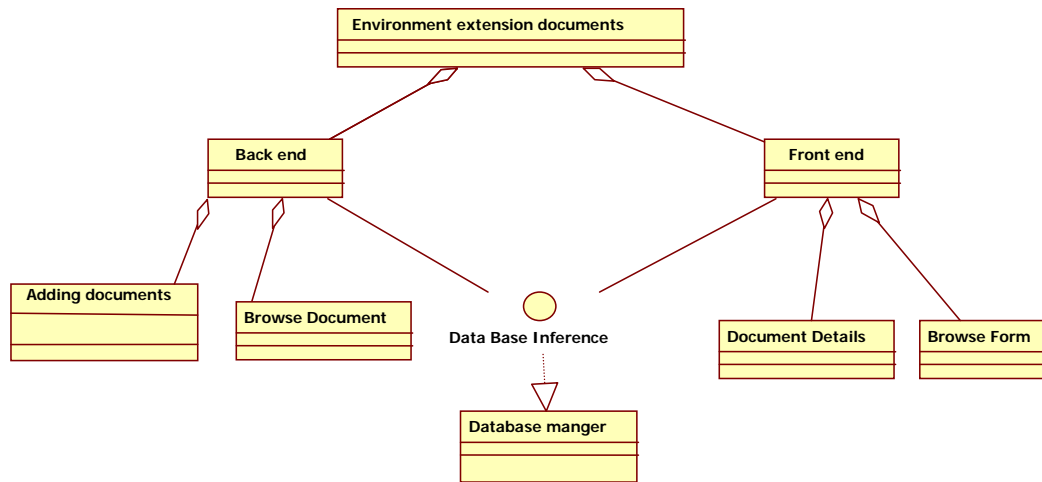 Environment extension documents
Back end
Front end
Adding documents
Browse Document
Data Base Inference
Document Details
Browse Form
Database manger